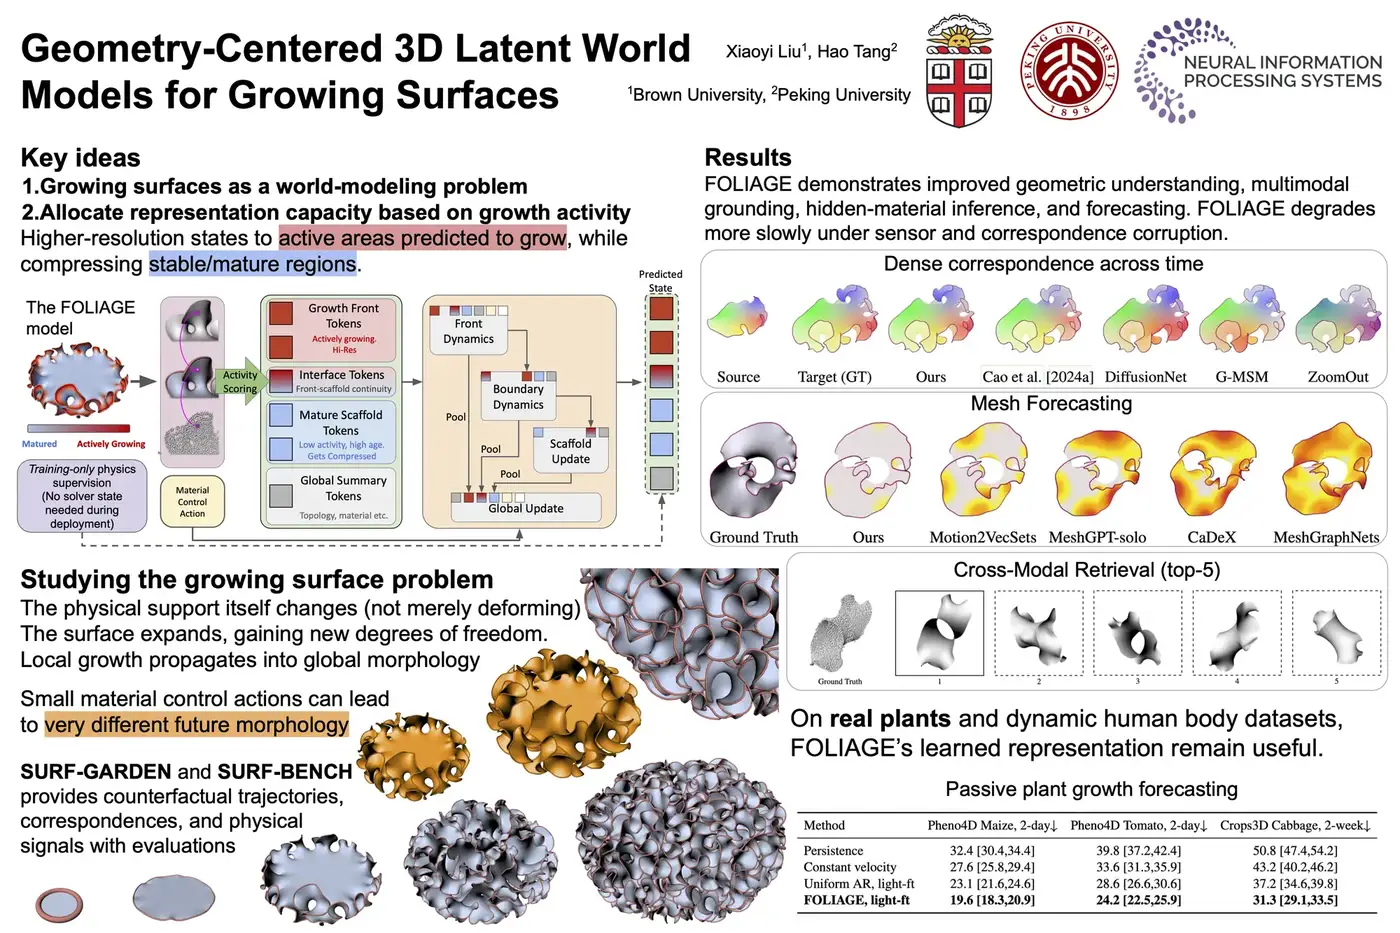 Geometry-Centered 3D Latent World
Models for Growing Surfaces
Xiaoyi Liu¹, Hao Tang²
¹Brown University, ²Peking University
PEKING UNIVERSITY
1898
NEURAL INFORMATION
PROCESSING SYSTEMS
Key ideas
1.Growing surfaces as a world-modeling problem
2.Allocate representation capacity based on growth activity
Higher-resolution states to active areas predicted to grow, while
compressing stable/mature regions.
The FOLIAGE
model
Matured
Actively Growing
Training-only physics
supervision
(No solver state
needed during
deployment)
Activity
Scoring
Material
Control
Action
Growth Front
Tokens
Actively growing.
Hi-Res
Interface Tokens
Front-scaffold continuity
Mature Scaffold
Tokens
Low activity, high age.
Gets Compressed
Global Summary
Tokens
Topology, material etc.
Front
Dynamics
Boundary
Dynamics
Scaffold
Update
Pool
Pool
Pool
Global Update
Predicted
State
Studying the growing surface problem
The physical support itself changes (not merely deforming)
The surface expands, gaining new degrees of freedom.
Local growth propagates into global morphology
Small material control actions can lead
to very different future morphology
SURF-GARDEN and SURF-BENCH
provides counterfactual trajectories,
correspondences, and physical
signals with evaluations
Results
FOLIAGE demonstrates improved geometric understanding, multimodal
grounding, hidden-material inference, and forecasting. FOLIAGE degrades
more slowly under sensor and correspondence corruption.
Dense correspondence across time
Source Target (GT) Ours Cao et al. [2024a] DiffusionNet G-MSM ZoomOut
Mesh Forecasting
Ground Truth Ours Motion2VecSets MeshGPT-solo CaDeX MeshGraphNets
Cross-Modal Retrieval (top-5)
Ground Truth 1 2 3 4 5
On real plants and dynamic human body datasets,
FOLIAGE's learned representation remain useful.
Passive plant growth forecasting
Method Pheno4D Maize, 2-day↓ Pheno4D Tomato, 2-day↓ Crops3D Cabbage, 2-week↓
Persistence 32.4 [30.4,34.4] 39.8 [37.2,42.4] 50.8 [47.4,54.2]
Constant velocity 27.6 [25.8,29.4] 33.6 [31.3,35.9] 43.2 [40.2,46.2]
Uniform AR, light-ft 23.1 [21.6,24.6] 28.6 [26.6,30.6] 37.2 [34.6,39.8]
FOLIAGE, light-ft 19.6 [18.3,20.9] 24.2 [22.5,25.9] 31.3 [29.1,33.5]